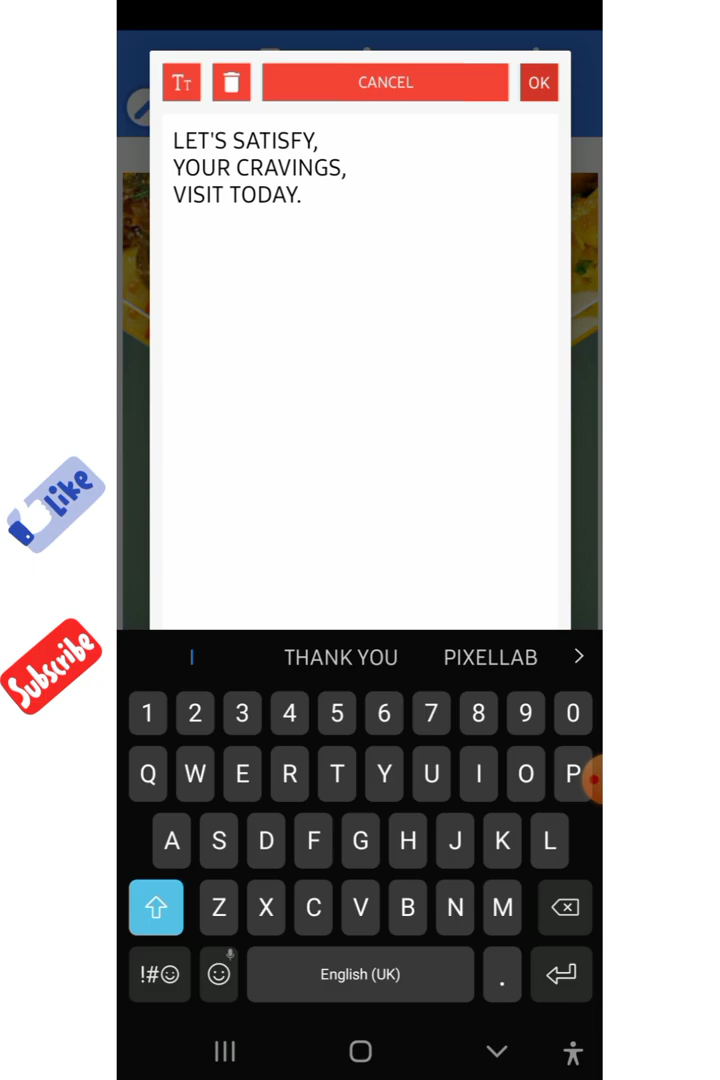 TT
CANCEL
OK
LET'S SATISFY,
YOUR CRAVINGS,
VISIT TODAY.
Like
Subscribe
I THANK YOU PIXELLAB >
1 2 3 4 5 6 7 8 9 0
Q W E R T Y U I O P
A S D F G H J K L
Z X C V B N M
!#☺ English (UK) .